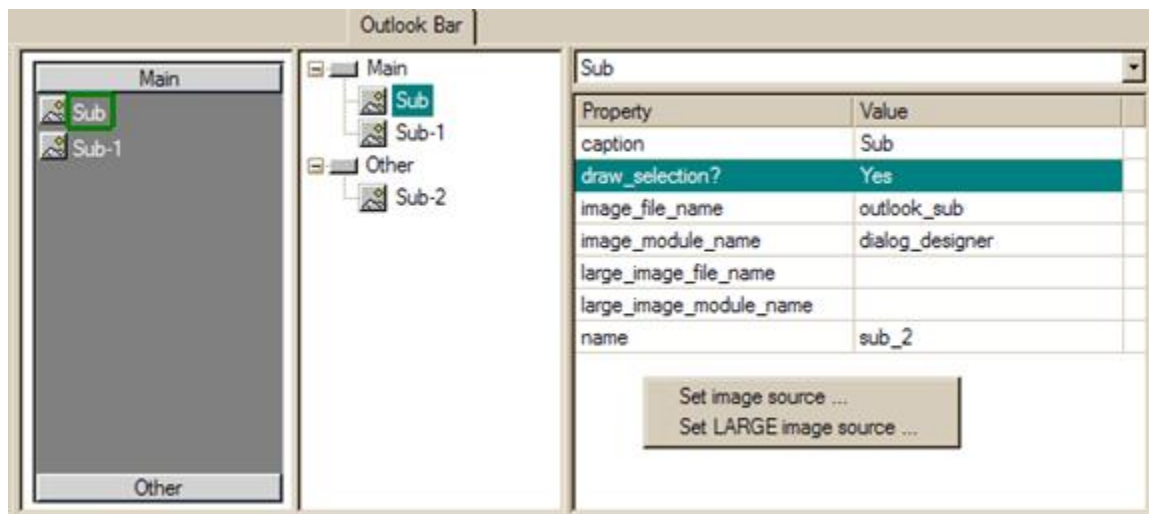 Outlook Bar
Main
Sub
Sub-1
Other
Main
Sub
Sub-1
Other
Sub-2
Sub
Property Value
caption Sub
draw_selection? Yes
image_file_name outlook_sub
image_module_name dialog_designer
large_image_file_name
large_image_module_name
name sub_2
Set image source ...
Set LARGE image source ...